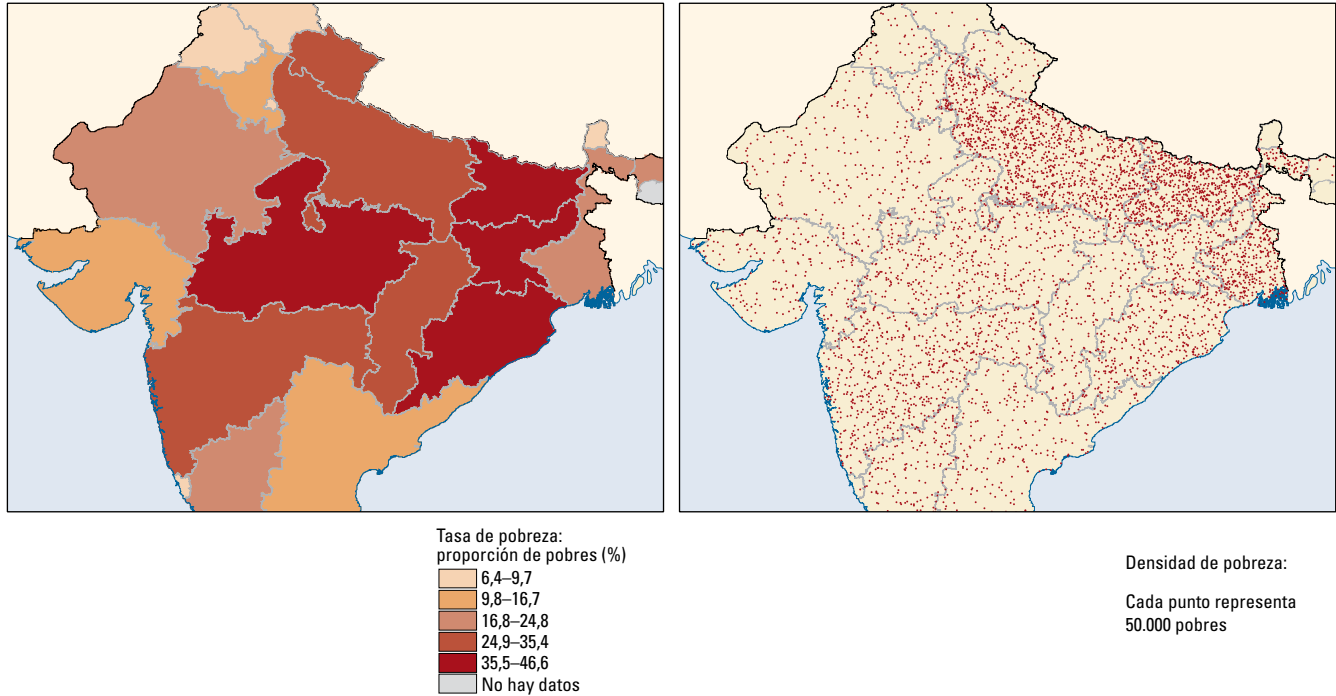 Tasa de pobreza:
proporción de pobres (%)
6,4–9,7
9,8–16,7
16,8–24,8
24,9–35,4
35,5–46,6
No hay datos
Densidad de pobreza:
Cada punto representa
50.000 pobres